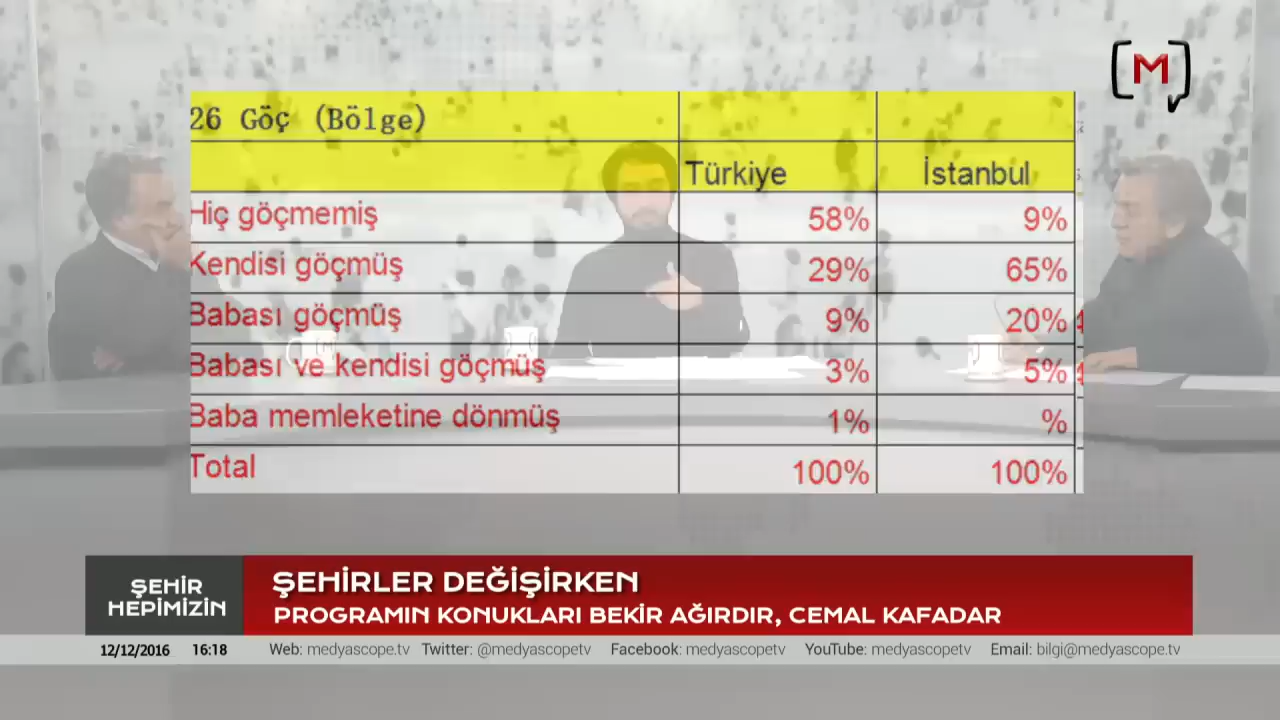 M
26 Göç (Bölge)
Türkiye İstanbul
Hiç göçmemiş 58% 9%
Kendisi göçmüş 29% 65%
Babası göçmüş 9% 20%
Babası ve kendisi göçmüş 3% 5%
Baba memleketine dönmüş 1% %
Total 100% 100%
ŞEHİR
HEPİMİZİN
ŞEHİRLER DEĞİŞİRKEN
PROGRAMIN KONUKLARI BEKİR AĞIRDIR, CEMAL KAFADAR
12/12/2016 16:18 Web: medyascope.tv Twitter: @medyascopetv Facebook: medyascopetv YouTube: medyascopetv Email: bilgi@medyascope.tv